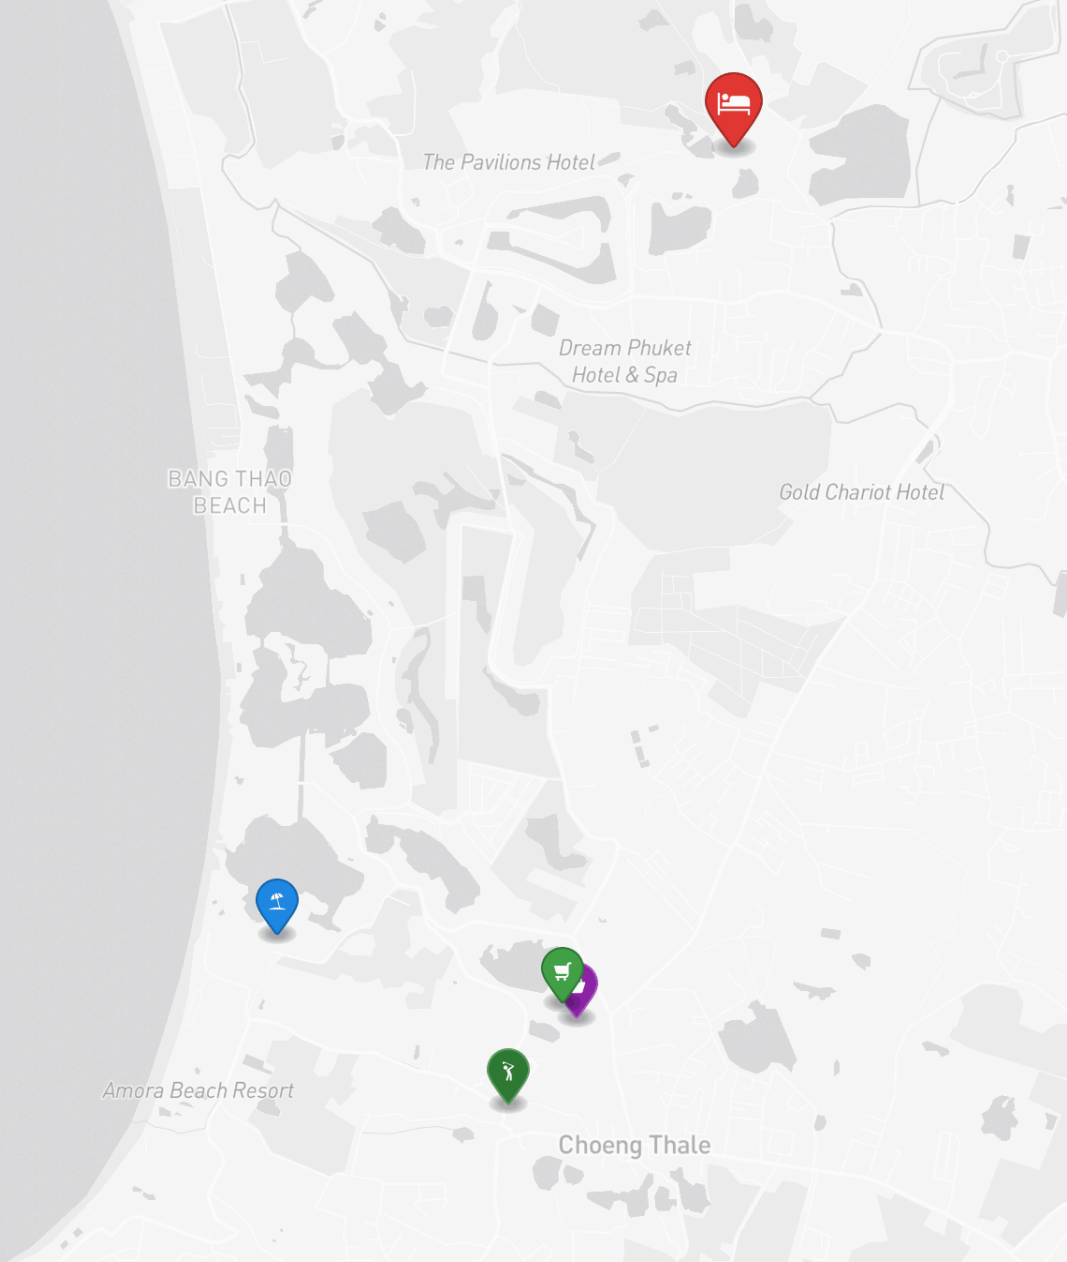 The Pavilions Hotel
Dream Phuket
Hotel & Spa
BANG THAO
BEACH
Gold Chariot Hotel
Amora Beach Resort
Choeng Thale